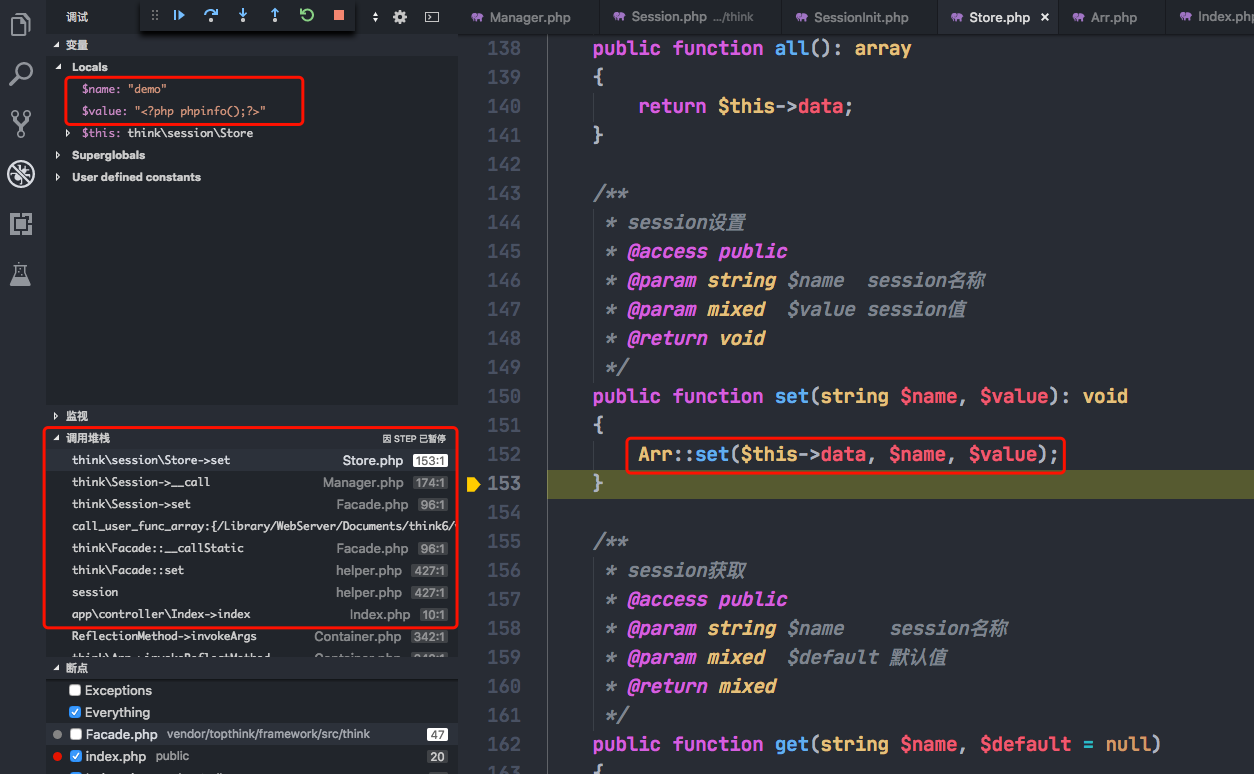 调试
Manager.php
Session.php .../think
SessionInit.php
Store.php ×
Arr.php
Index.php
变量
Locals
$name: "demo"
$value: "<?php phpinfo();?>"
$this: think\session\Store
Superglobals
User defined constants
监视
调用堆栈 因 STEP 已暂停
think\session\Store->set Store.php 153:1
think\Session->__call Manager.php 174:1
think\Session->set Facade.php 96:1
call_user_func_array:{/Library/WebServer/Documents/think6/
think\Facade::__callStatic Facade.php 96:1
think\Facade::set helper.php 427:1
session helper.php 427:1
app\controller\Index->index Index.php 10:1
ReflectionMethod->invokeArgs Container.php 342:1
断点
Exceptions
Everything
Facade.php vendor/topthink/framework/src/think 47
index.php public 20
138 public function all(): array
139 {
140 return $this->data;
141 }
142
143 /**
144 * session设置
145 * @access public
146 * @param string $name session名称
147 * @param mixed $value session值
148 * @return void
149 */
150 public function set(string $name, $value): void
151 {
152 Arr::set($this->data, $name, $value);
153 }
154
155 /**
156 * session获取
157 * @access public
158 * @param string $name session名称
159 * @param mixed $default 默认值
160 * @return mixed
161 */
162 public function get(string $name, $default = null)
163 {